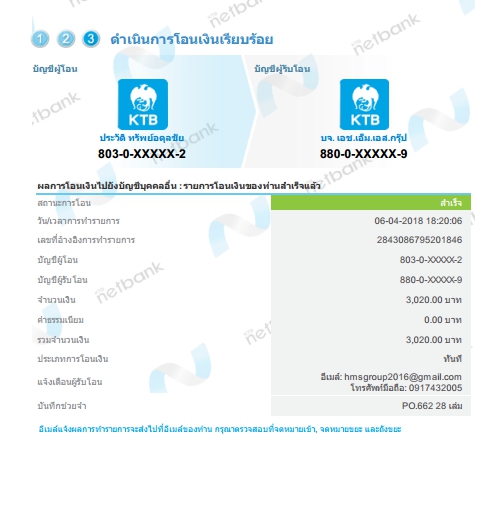 1 2 3 ดำเนินการโอนเงินเรียบร้อย
บัญชีผู้โอน บัญชีผู้รับโอน
KTB KTB
ประวิติ ทรัพย์อดุลชัย บจ. เอช.เอ็ม.เอส.กรุ๊ป
803-0-XXXXX-2 880-0-XXXXX-9
ผลการโอนเงินไปยังบัญชีบุคคลอื่น : รายการโอนเงินของท่านสำเร็จแล้ว
สถานะการโอน สำเร็จ
วัน/เวลาการทำรายการ 06-04-2018 18:20:06
เลขที่อ้างอิงการทำรายการ 2843086795201846
บัญชีผู้โอน 803-0-XXXXX-2
บัญชีผู้รับโอน 880-0-XXXXX-9
จำนวนเงิน 3,020.00 บาท
ค่าธรรมเนียม 0.00 บาท
รวมจำนวนเงิน 3,020.00 บาท
ประเภทการโอนเงิน ทันที
แจ้งเตือนผู้รับโอน อีเมล์: hmsgroup2016@gmail.com
โทรศัพท์มือถือ: 0917432005
บันทึกช่วยจำ PO.662 28 เล่ม
อีเมล์แจ้งผลการทำรายการจะส่งไปที่อีเมล์ของท่าน กรุณาตรวจสอบที่จดหมายเข้า, จดหมายขยะ และถังขยะ
netbank
netbank
netbank
netbank
netbank